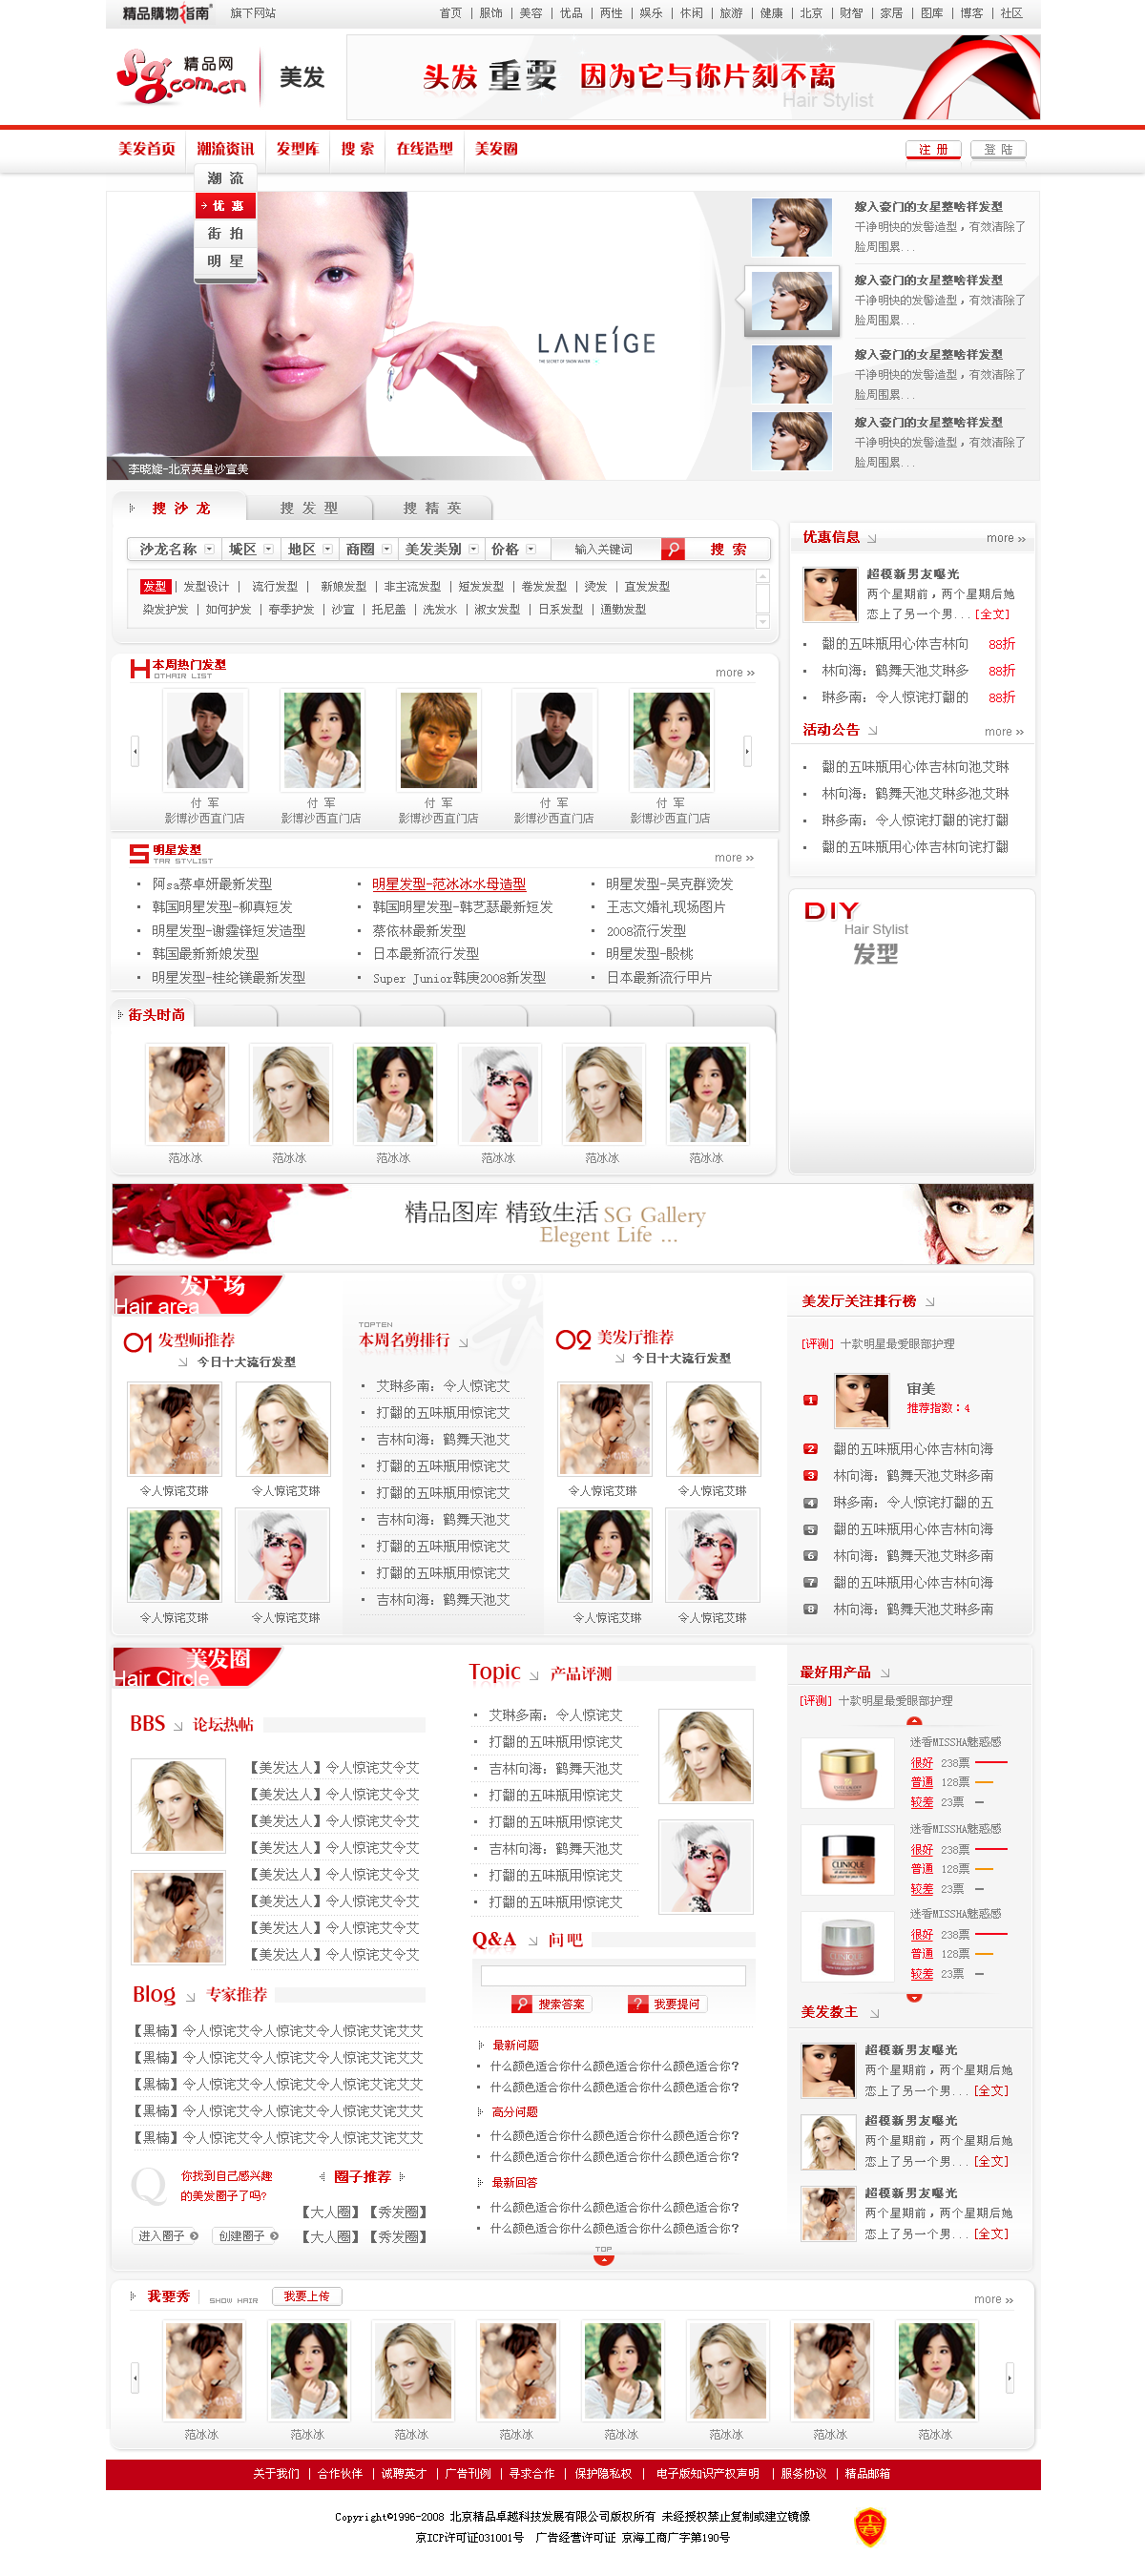 精品購物指南 旗下网站 首页 | 服饰 | 美容 | 优品 | 两性 | 娱乐 | 休闲 | 旅游 | 健康 | 北京 | 财智 | 家居 | 图库 | 博客 | 社区
Sg.com.cn 精品网 美发
头发 重要 因为它与你片刻不离
Hair Stylist
美发首页 潮流资讯 发型库 搜 索 在线造型 美发圈 注 册 登 陆
潮 流
优 惠
街 拍
明 星
LANEÍGE
嫁入豪门的女星整啥祥发型
干净明快的发髻造型，有效清除了
脸周围累...
嫁入豪门的女星整啥祥发型
干净明快的发髻造型，有效清除了
脸周围累...
嫁入豪门的女星整啥祥发型
干净明快的发髻造型，有效清除了
脸周围累...
嫁入豪门的女星整啥祥发型
干净明快的发髻造型，有效清除了
脸周围累...
李晓旋-北京英皇沙宣美
搜 沙 龙 搜 发 型 搜 精 英
沙龙名称 城区 地区 商圈 美发类别 价格 输入关键词 搜 索
发型 | 发型设计 | 流行发型 | 新娘发型 | 非主流发型 | 短发发型 | 卷发发型 | 烫发 | 直发发型
染发护发 | 如何护发 | 春季护发 | 沙宣 | 托尼盖 | 洗发水 | 淑女发型 | 日系发型 | 通勤发型
优惠信息 more
超模新男友曝光
两个星期前，两个星期后她
恋上了另一个男...[全文]
翻的五味瓶用心体吉林向 88折
林向海：鹤舞天池艾琳多 88折
琳多南：令人惊诧打翻的 88折
活动公告 more
翻的五味瓶用心体吉林向池艾琳
林向海：鹤舞天池艾琳多池艾琳
琳多南：令人惊诧打翻的诧打翻
翻的五味瓶用心体吉林向诧打翻
H 本周热门发型
OTHAIR LIST more
付 军 付 军 付 军 付 军 付 军
影博沙西直门店 影博沙西直门店 影博沙西直门店 影博沙西直门店 影博沙西直门店
S 明星发型
TAR STYLIST more
阿sa蔡卓妍最新发型 明星发型-范冰冰水母造型 明星发型-吴克群烫发
韩国明星发型-柳真短发 韩国明星发型-韩艺瑟最新短发 王志文婚礼现场图片
明星发型-谢霆锋短发造型 蔡依林最新发型 2008流行发型
韩国最新新娘发型 日本最新流行发型 明星发型-殷桃
明星发型-桂纶镁最新发型 Super Junior韩庚2008新发型 日本最新流行甲片
DIY
Hair Stylist
发型
街头时尚
范冰冰 范冰冰 范冰冰 范冰冰 范冰冰 范冰冰
精品图库 精致生活 SG Gallery
Elegent Life ...
发广场
Hair area
01 发型师推荐
今日十大流行发型
令人惊诧艾琳 令人惊诧艾琳
令人惊诧艾琳 令人惊诧艾琳
TOPTEN
本周名剪排行
艾琳多南：令人惊诧艾
打翻的五味瓶用惊诧艾
吉林向海：鹤舞天池艾
打翻的五味瓶用惊诧艾
打翻的五味瓶用惊诧艾
吉林向海：鹤舞天池艾
打翻的五味瓶用惊诧艾
打翻的五味瓶用惊诧艾
吉林向海：鹤舞天池艾
02 美发厅推荐
今日十大流行发型
令人惊诧艾琳 令人惊诧艾琳
令人惊诧艾琳 令人惊诧艾琳
美发厅关注排行榜
[评测] 十款明星最爱眼部护理
1 审美
推荐指数：4
2 翻的五味瓶用心体吉林向海
3 林向海：鹤舞天池艾琳多南
4 琳多南：令人惊诧打翻的五
5 翻的五味瓶用心体吉林向海
6 林向海：鹤舞天池艾琳多南
7 翻的五味瓶用心体吉林向海
8 林向海：鹤舞天池艾琳多南
美发圈
Hair Circle
BBS 论坛热帖
【美发达人】令人惊诧艾令艾
【美发达人】令人惊诧艾令艾
【美发达人】令人惊诧艾令艾
【美发达人】令人惊诧艾令艾
【美发达人】令人惊诧艾令艾
【美发达人】令人惊诧艾令艾
【美发达人】令人惊诧艾令艾
【美发达人】令人惊诧艾令艾
Blog 专家推荐
【黑楠】令人惊诧艾令人惊诧艾令人惊诧艾诧艾艾
【黑楠】令人惊诧艾令人惊诧艾令人惊诧艾诧艾艾
【黑楠】令人惊诧艾令人惊诧艾令人惊诧艾诧艾艾
【黑楠】令人惊诧艾令人惊诧艾令人惊诧艾诧艾艾
【黑楠】令人惊诧艾令人惊诧艾令人惊诧艾诧艾艾
Q 你找到自己感兴趣
的美发圈子了吗?
进入圈子 创建圈子
圈子推荐
【大人圈】【秀发圈】
【大人圈】【秀发圈】
Topic 产品评测
艾琳多南：令人惊诧艾
打翻的五味瓶用惊诧艾
吉林向海：鹤舞天池艾
打翻的五味瓶用惊诧艾
打翻的五味瓶用惊诧艾
吉林向海：鹤舞天池艾
打翻的五味瓶用惊诧艾
打翻的五味瓶用惊诧艾
Q&A 问吧
搜索答案 ? 我要提问
最新问题
什么颜色适合你什么颜色适合你什么颜色适合你?
什么颜色适合你什么颜色适合你什么颜色适合你?
高分问题
什么颜色适合你什么颜色适合你什么颜色适合你?
什么颜色适合你什么颜色适合你什么颜色适合你?
最新回答
什么颜色适合你什么颜色适合你什么颜色适合你?
什么颜色适合你什么颜色适合你什么颜色适合你?
TOP
最好用产品
[评测] 十款明星最爱眼部护理
迷香MISSHA魅惑感
很好 238票
普通 128票
较差 23票
CLINIQUE
迷香MISSHA魅惑感
很好 238票
普通 128票
较差 23票
迷香MISSHA魅惑感
很好 238票
普通 128票
较差 23票
美发教主
超模新男友曝光
两个星期前，两个星期后她
恋上了另一个男...[全文]
超模新男友曝光
两个星期前，两个星期后她
恋上了另一个男...[全文]
超模新男友曝光
两个星期前，两个星期后她
恋上了另一个男...[全文]
我要秀 SHOW HAIR 我要上传 more
范冰冰 范冰冰 范冰冰 范冰冰 范冰冰 范冰冰 范冰冰 范冰冰
关于我们 | 合作伙伴 | 诚聘英才 | 广告刊例 | 寻求合作 | 保护隐私权 | 电子版知识产权声明 | 服务协议 | 精品邮箱
Copyright©1996-2008 北京精品卓越科技发展有限公司版权所有 未经授权禁止复制或建立镜像
京ICP许可证031001号 广告经营许可证 京海工商广字第190号